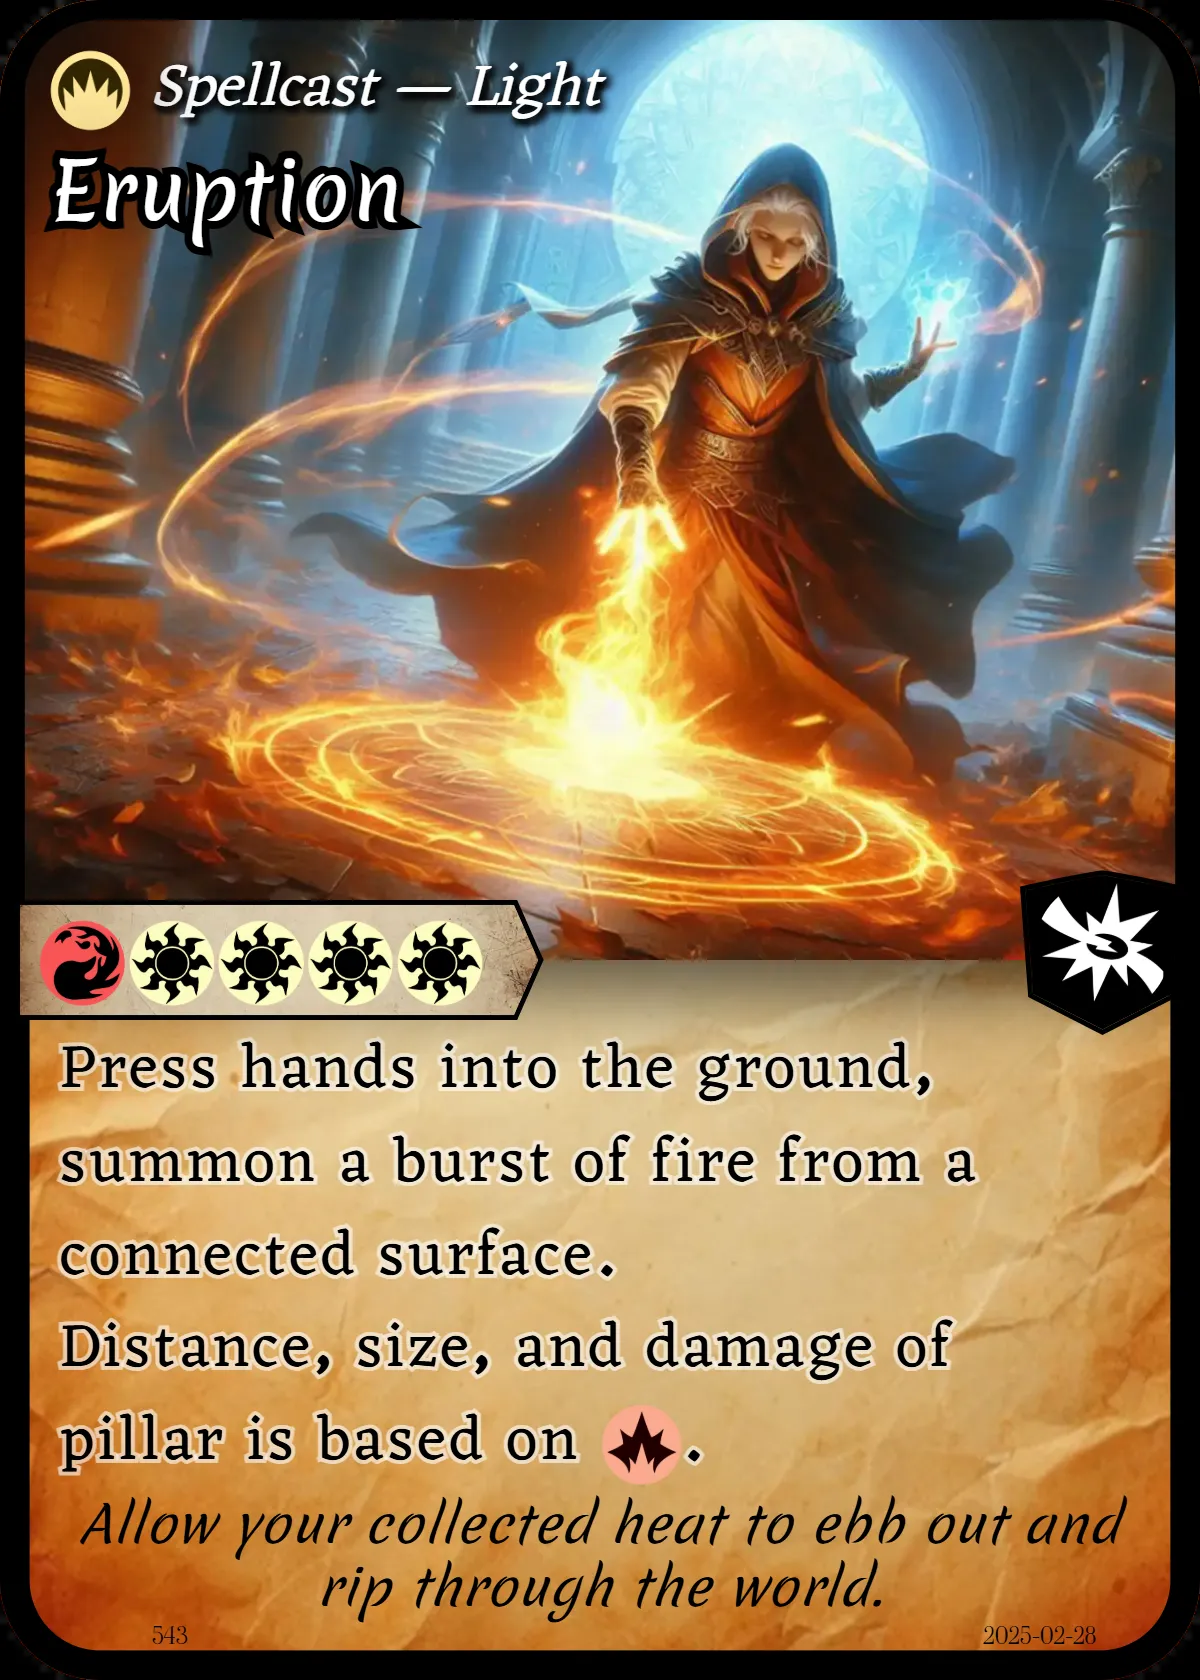 Spellcast — Light
Eruption
Press hands into the ground,
summon a burst of fire from a
connected surface.
Distance, size, and damage of
pillar is based on .
Allow your collected heat to ebb out and
rip through the world.
543
2025-02-28